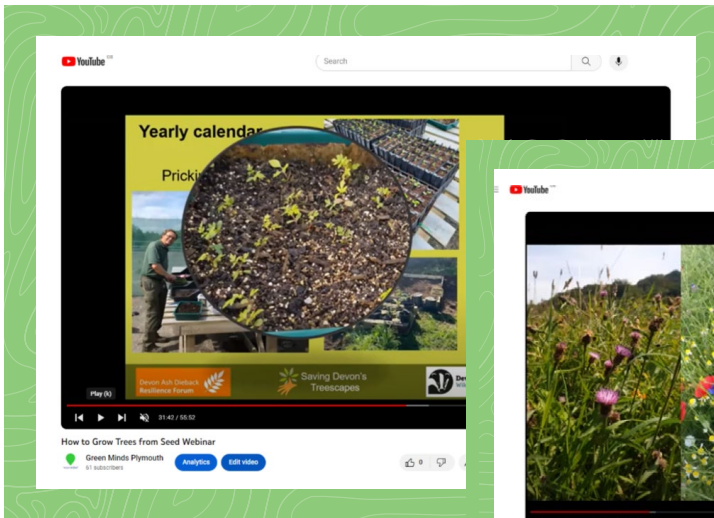 YouTube
Search
Yearly calendar
Devon Ash Dieback
Resilience Forum
Saving Devon's
Treescapes
Play (k)
31:42 / 55:52
How to Grow Trees from Seed Webinar
Green Minds Plymouth
61 subscribers
Analytics
Edit video
0
YouTube